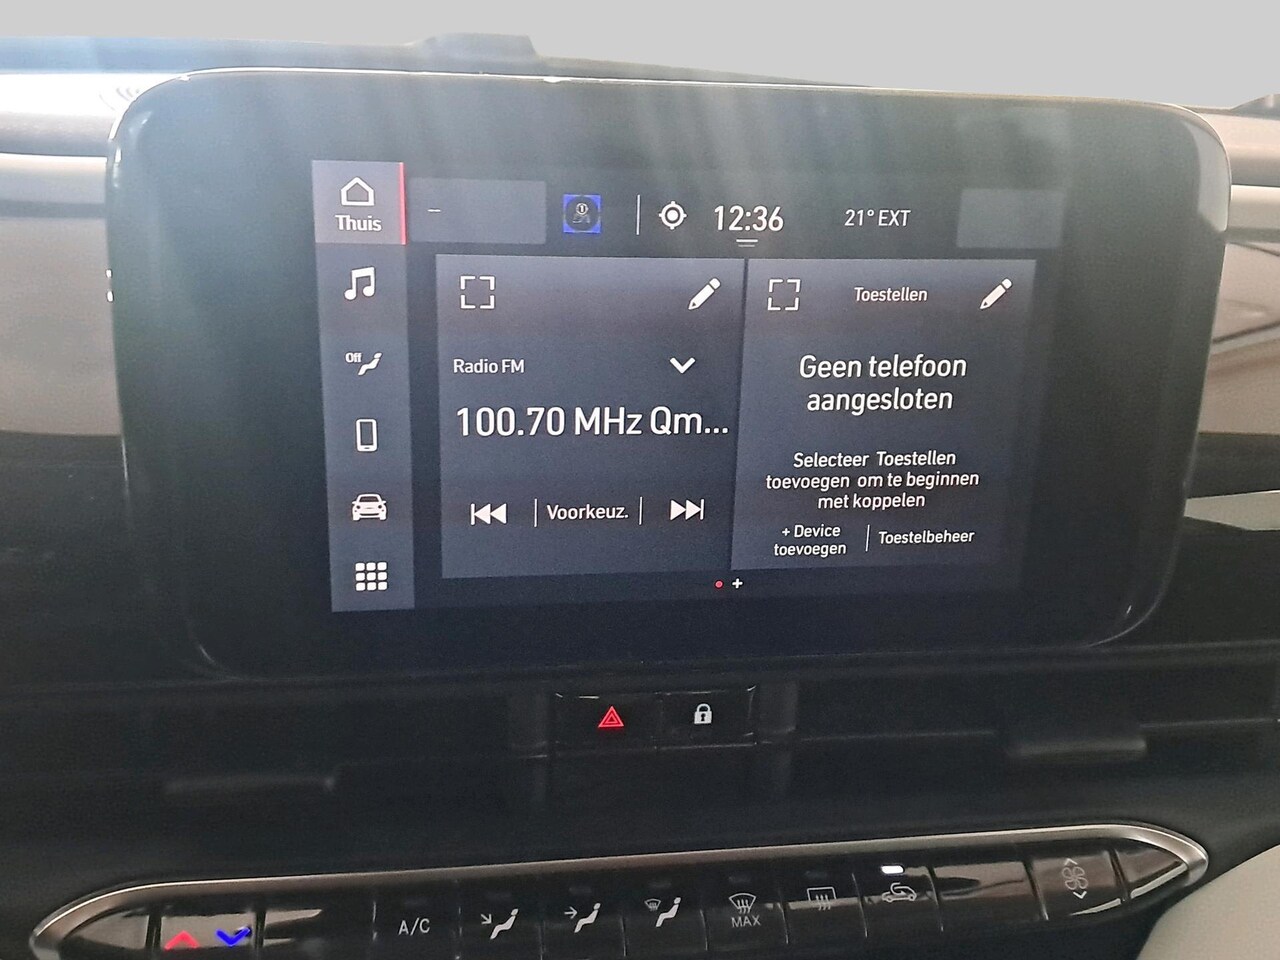 Thuis
12:36
21° EXT
Off
Radio FM
100.70 MHz Qm...
Voorkeuz.
Toestellen
Geen telefoon
aangesloten
Selecteer Toestellen
toevoegen om te beginnen
met koppelen
+ Device
toevoegen
Toestelbeheer
A/C
MAX